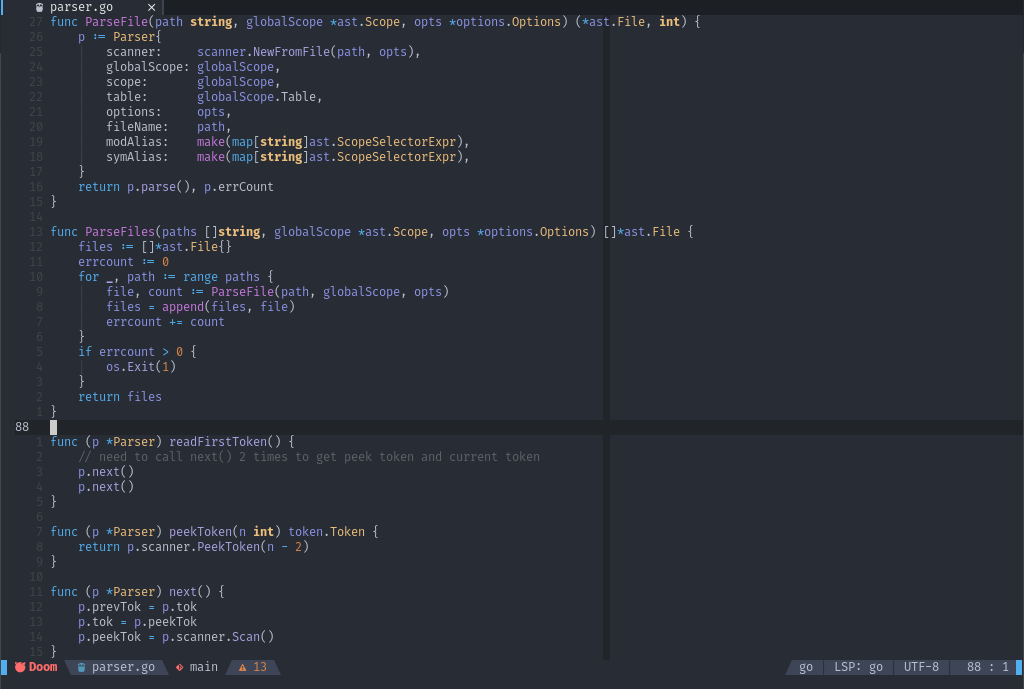 parser.go ×
27 func ParseFile(path string, globalScope *ast.Scope, opts *options.Options) (*ast.File, int) {
26     p := Parser{
25         scanner:     scanner.NewFromFile(path, opts),
24         globalScope: globalScope,
23         scope:       globalScope,
22         table:       globalScope.Table,
21         options:     opts,
20         fileName:    path,
19         modAlias:    make(map[string]ast.ScopeSelectorExpr),
18         symAlias:    make(map[string]ast.ScopeSelectorExpr),
17     }
16     return p.parse(), p.errCount
15 }
14
13 func ParseFiles(paths []string, globalScope *ast.Scope, opts *options.Options) []*ast.File {
12     files := []*ast.File{}
11     errcount := 0
10     for _, path := range paths {
9         file, count := ParseFile(path, globalScope, opts)
8         files = append(files, file)
7         errcount += count
6     }
5     if errcount > 0 {
4         os.Exit(1)
3     }
2     return files
1 }
88
1 func (p *Parser) readFirstToken() {
2     // need to call next() 2 times to get peek token and current token
3     p.next()
4     p.next()
5 }
6
7 func (p *Parser) peekToken(n int) token.Token {
8     return p.scanner.PeekToken(n - 2)
9 }
10
11 func (p *Parser) next() {
12     p.prevTok = p.tok
13     p.tok = p.peekTok
14     p.peekTok = p.scanner.Scan()
15 }
Doom parser.go main 13 go LSP: go UTF-8 88 : 1